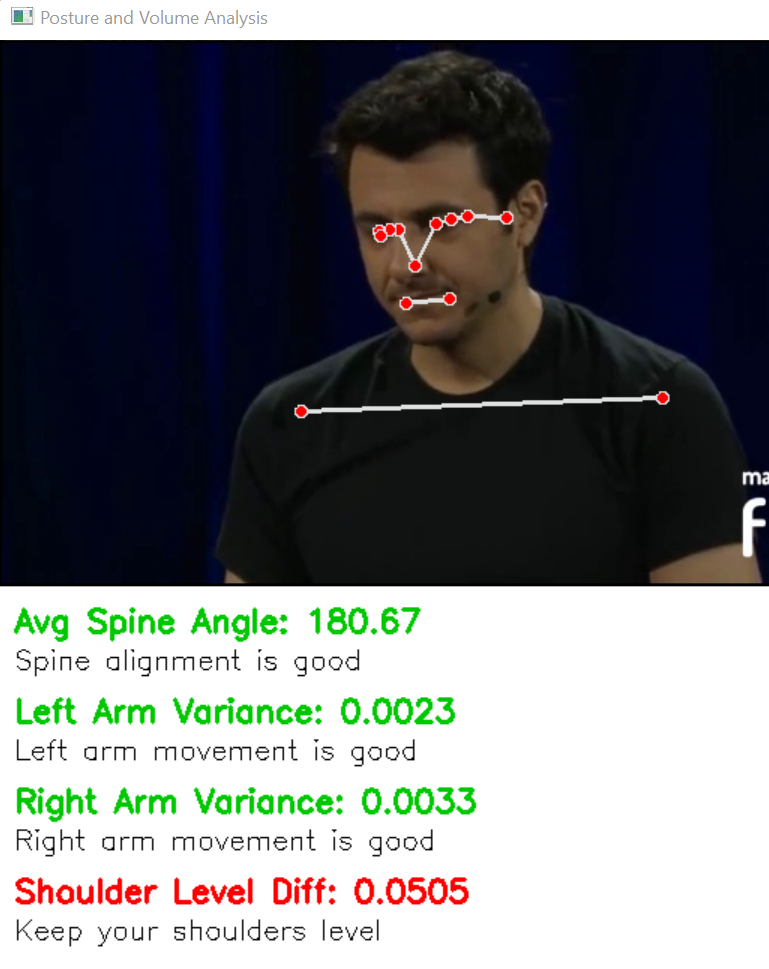 Posture and Volume Analysis
ma
f
Avg Spine Angle: 180.67
Spine alignment is good
Left Arm Variance: 0.0023
Left arm movement is good
Right Arm Variance: 0.0033
Right arm movement is good
Shoulder Level Diff: 0.0505
Keep your shoulders level